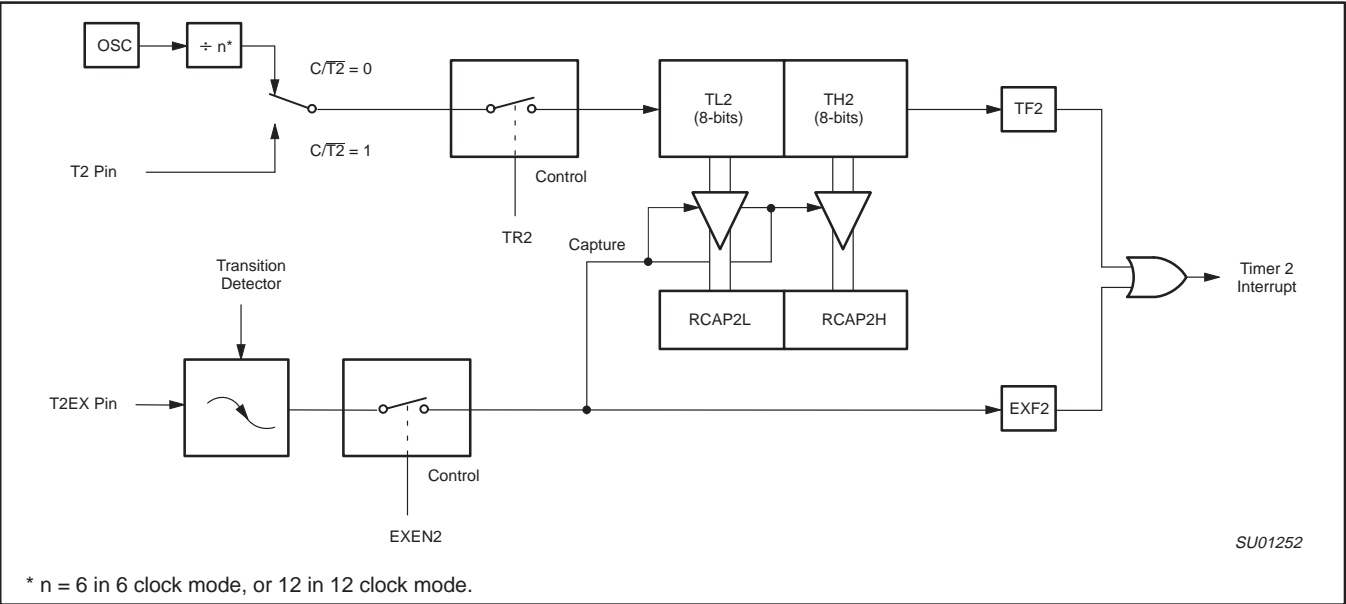 OSC
÷ n*
C/T2 = 0
C/T2 = 1
T2 Pin
Control
TR2
TL2
(8-bits)
TH2
(8-bits)
TF2
Capture
RCAP2L
RCAP2H
Timer 2
Interrupt
Transition
Detector
T2EX Pin
Control
EXEN2
EXF2
SU01252
* n = 6 in 6 clock mode, or 12 in 12 clock mode.